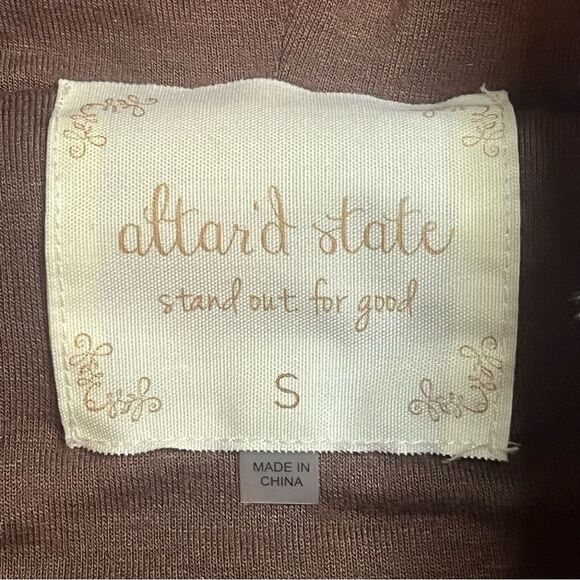 altar'd state
stand out. for good
S
MADE IN
CHINA